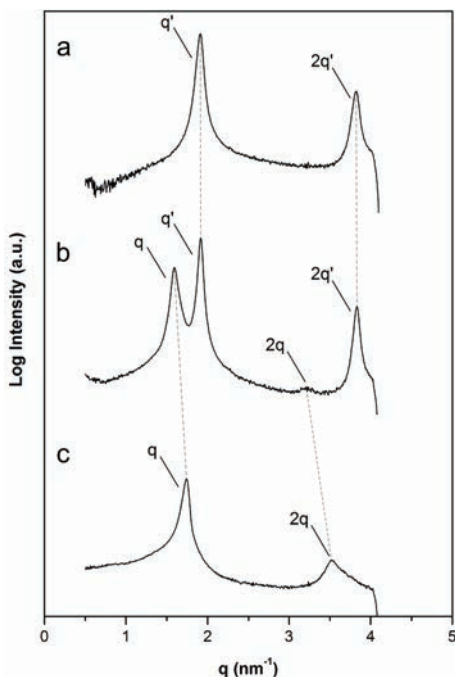 a
q'
2q'
b
q
q'
2q
2q'
c
q
2q
Log Intensity (a.u.)
0 1 2 3 4 5
q (nm⁻¹)